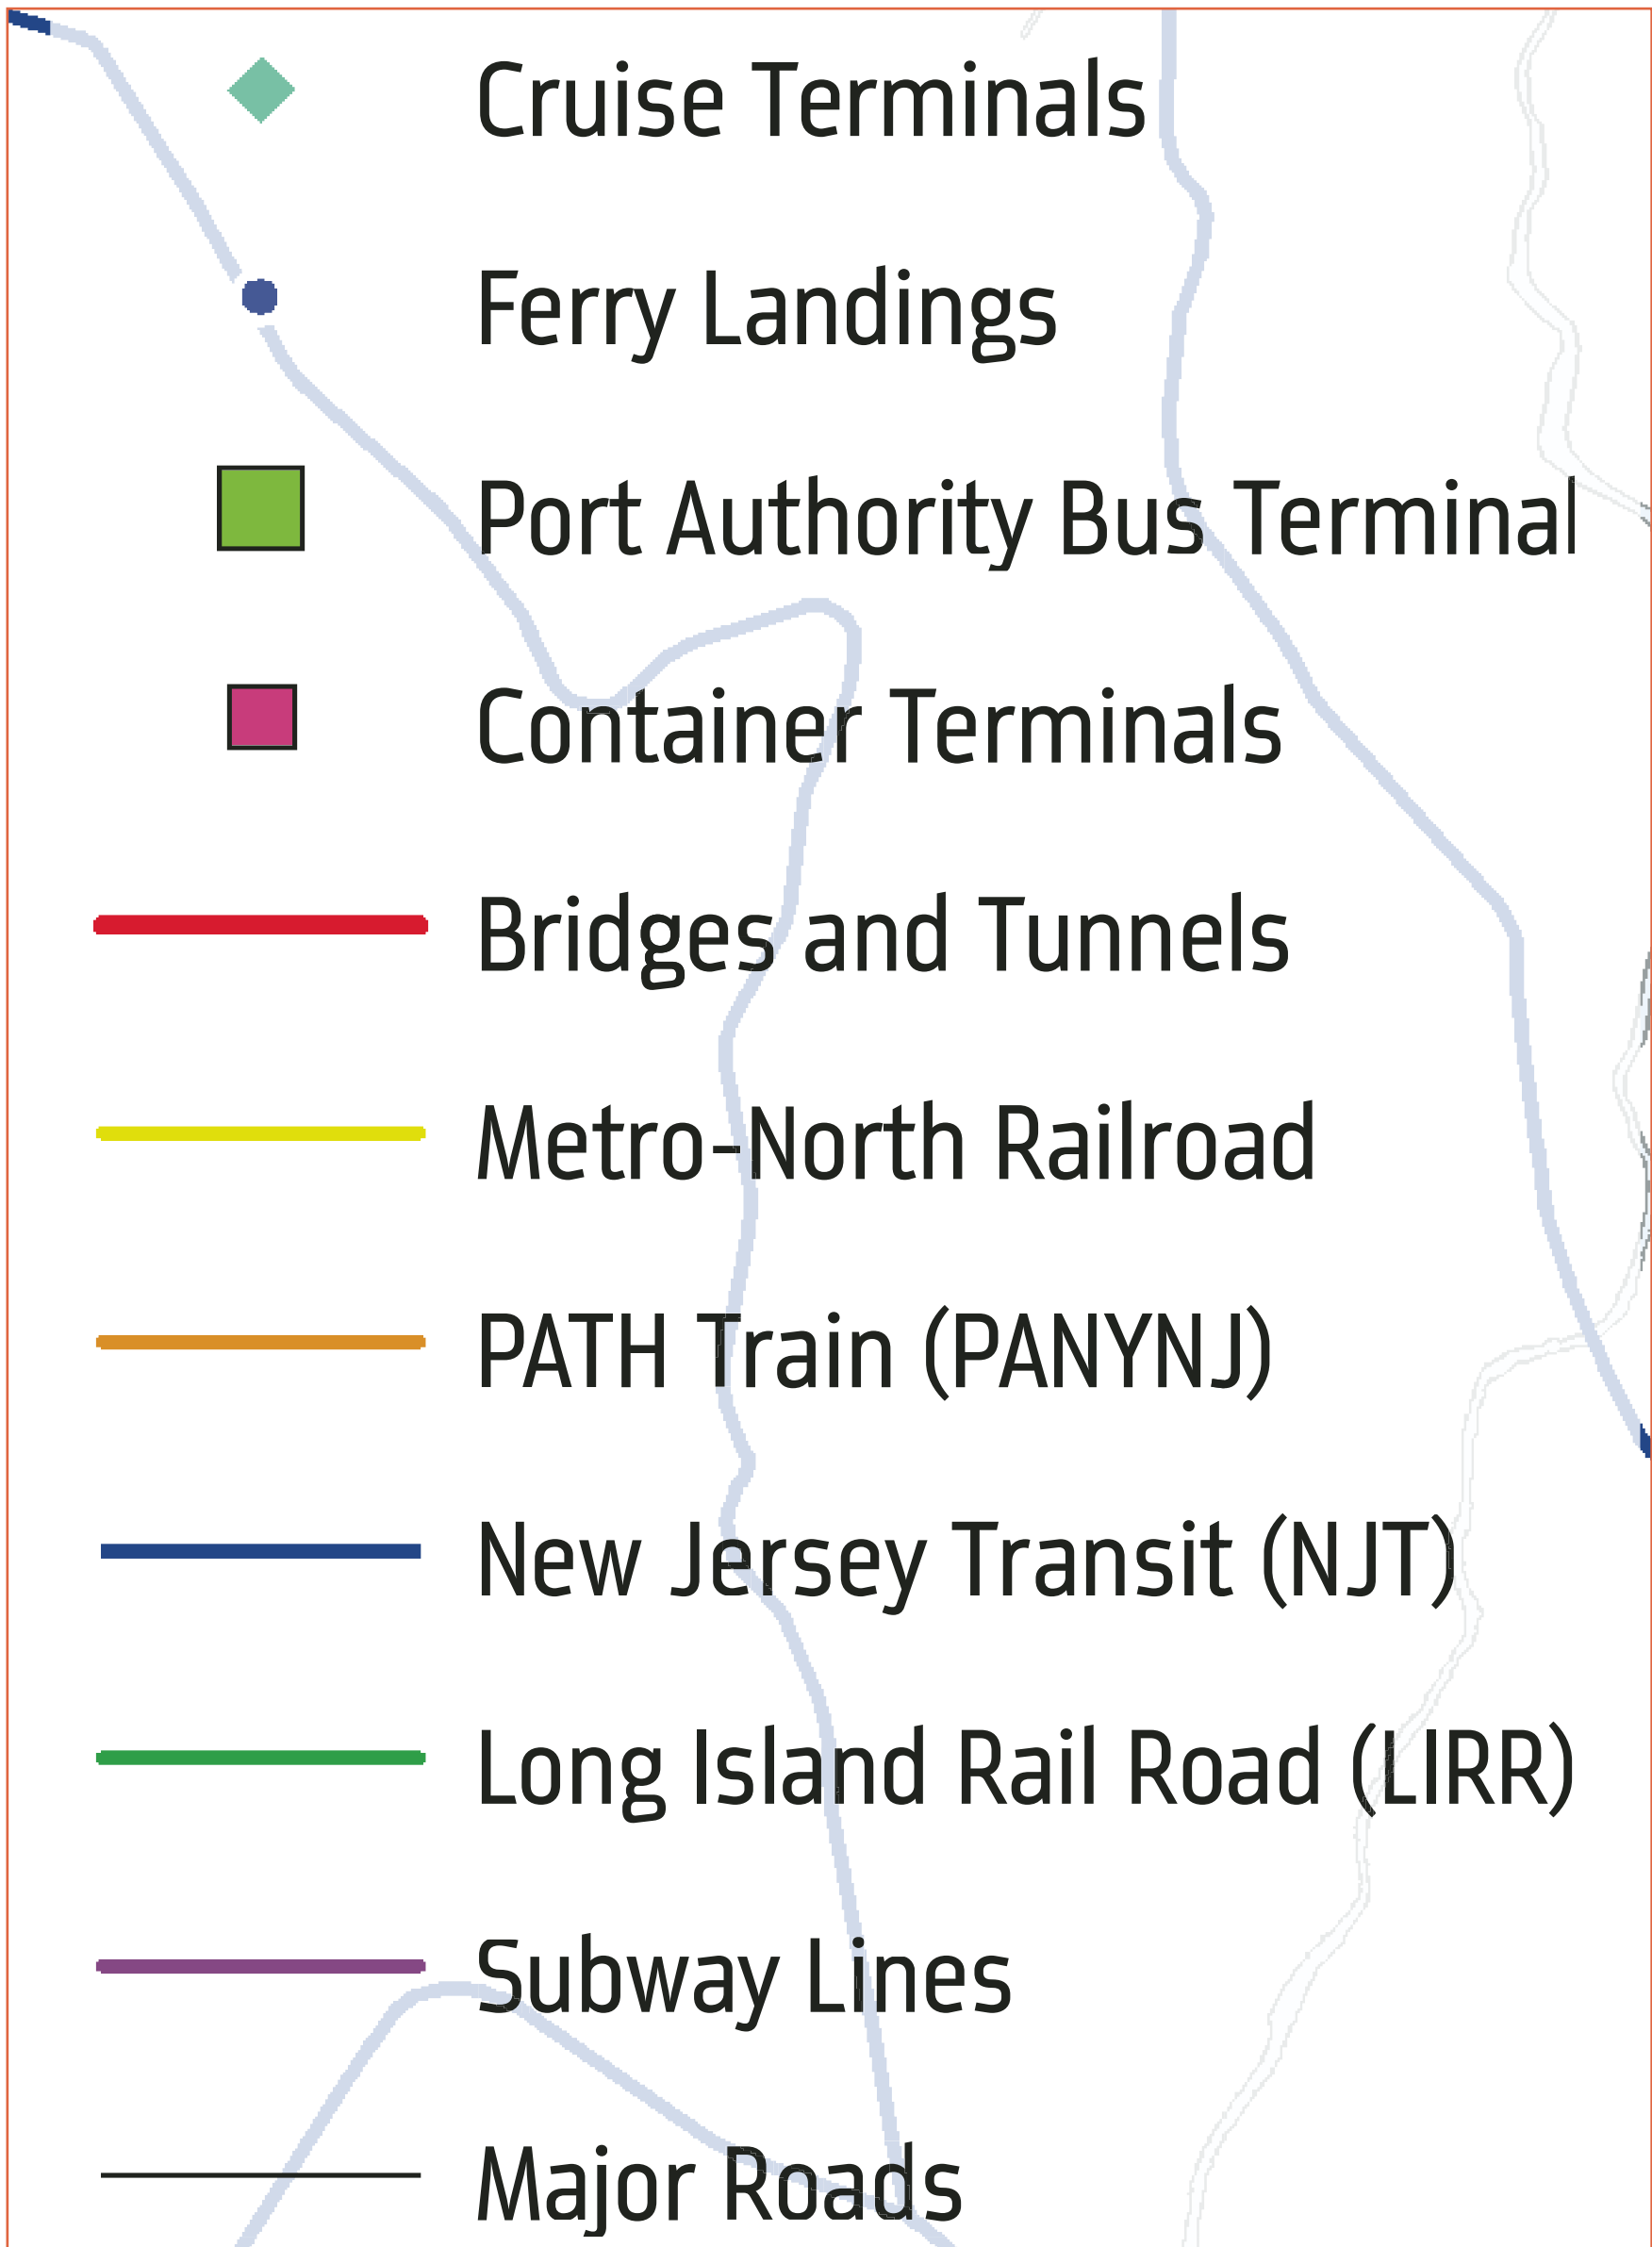 Cruise Terminals
Ferry Landings
Port Authority Bus Terminal
Container Terminals
Bridges and Tunnels
Metro-North Railroad
PATH Train (PANYNJ)
New Jersey Transit (NJT)
Long Island Rail Road (LIRR)
Subway Lines
Major Roads